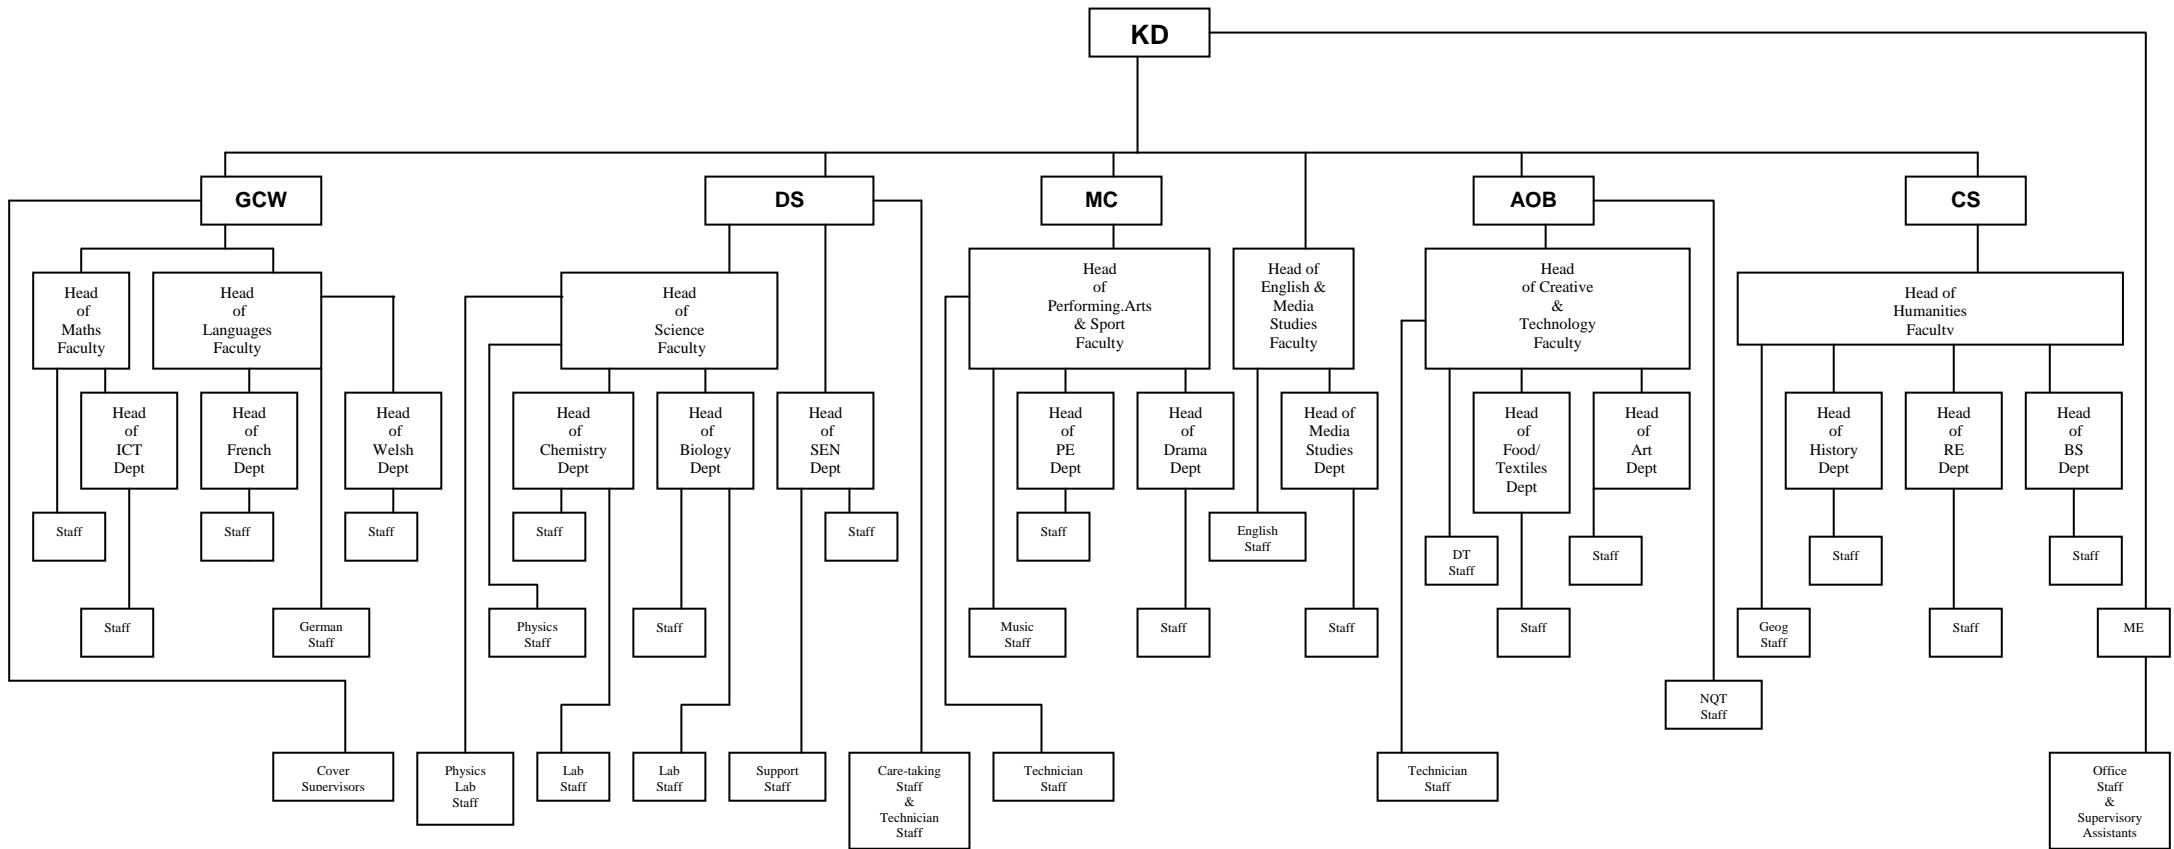 KD
GCW
DS
MC
AOB
CS
Head
of
Maths
Faculty
Head
of
Languages
Faculty
Head
of
Science
Faculty
Head
of
Performing.Arts
& Sport
Faculty
Head of
English &
Media
Studies
Faculty
Head
of Creative
&
Technology
Faculty
Head of
Humanities
Faculty
Head
of
ICT
Dept
Head
of
French
Dept
Head
of
Welsh
Dept
Head
of
Chemistry
Dept
Head
of
Biology
Dept
Head
of
SEN
Dept
Head
of
PE
Dept
Head
of
Drama
Dept
Head of
Media
Studies
Dept
Head
of
Food/
Textiles
Dept
Head
of
Art
Dept
Head
of
History
Dept
Head
of
RE
Dept
Head
of
BS
Dept
Staff
Staff
Staff
Staff
Staff
Staff
English
Staff
DT
Staff
Staff
Staff
Staff
Staff
German
Staff
Physics
Staff
Staff
Music
Staff
Staff
Staff
Staff
Geog
Staff
Staff
ME
NQT
Staff
Cover
Supervisors
Physics
Lab
Staff
Lab
Staff
Lab
Staff
Support
Staff
Care-taking
Staff
&
Technician
Staff
Technician
Staff
Technician
Staff
Office
Staff
&
Supervisory
Assistants